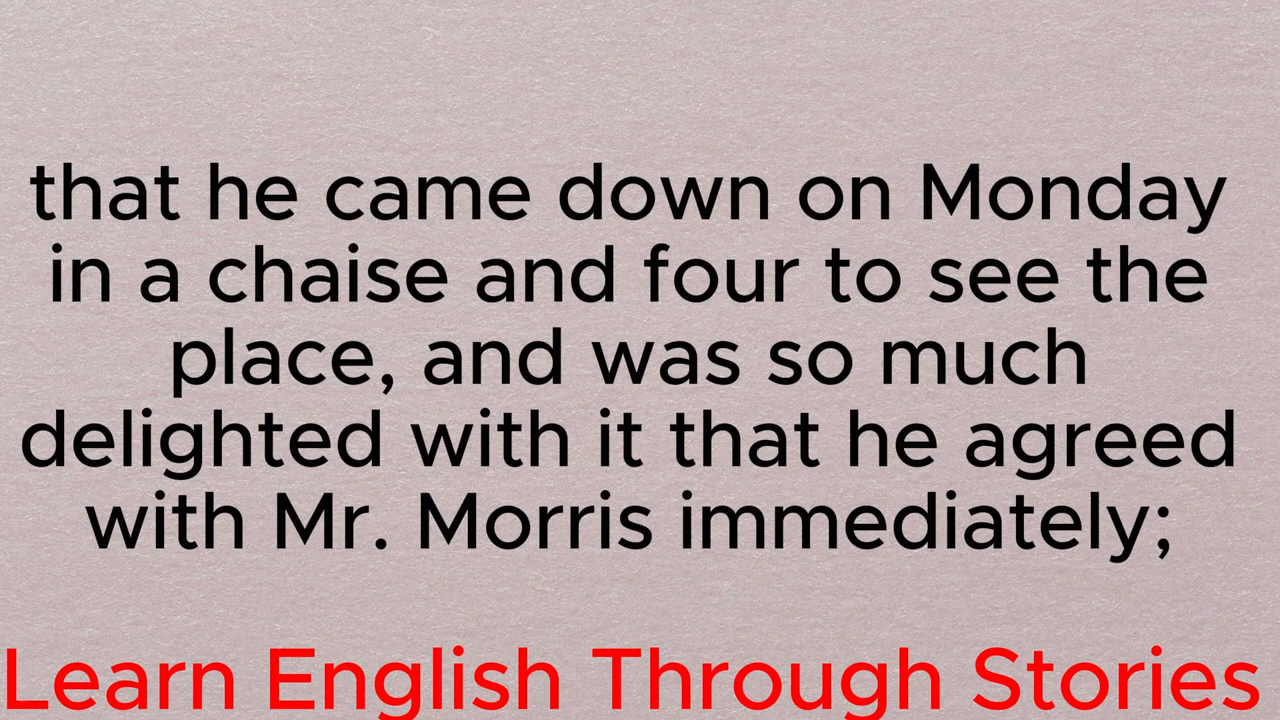 that he came down on Monday
in a chaise and four to see the
place, and was so much
delighted with it that he agreed
with Mr. Morris immediately;
Learn English Through Stories